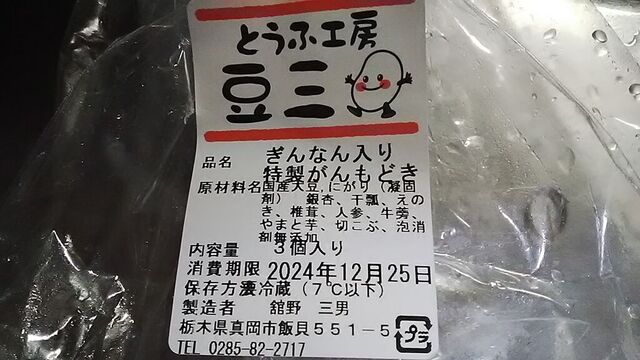 とうふ工房
豆三
品名 ぎんなん入り
特製がんもどき
原材料名 国産大豆,にがり(凝固
剤) 銀杏、干瓢、えの
き、椎茸、人参、牛蒡、
やまと芋、切こぶ、泡消
剤無添加
内容量 3個入り
消費期限 2024年12月25日
保存方法 要冷蔵(7℃以下)
製造者 舘野 三男
栃木県真岡市飯貝551-5
TEL 0285-82-2717
プラ